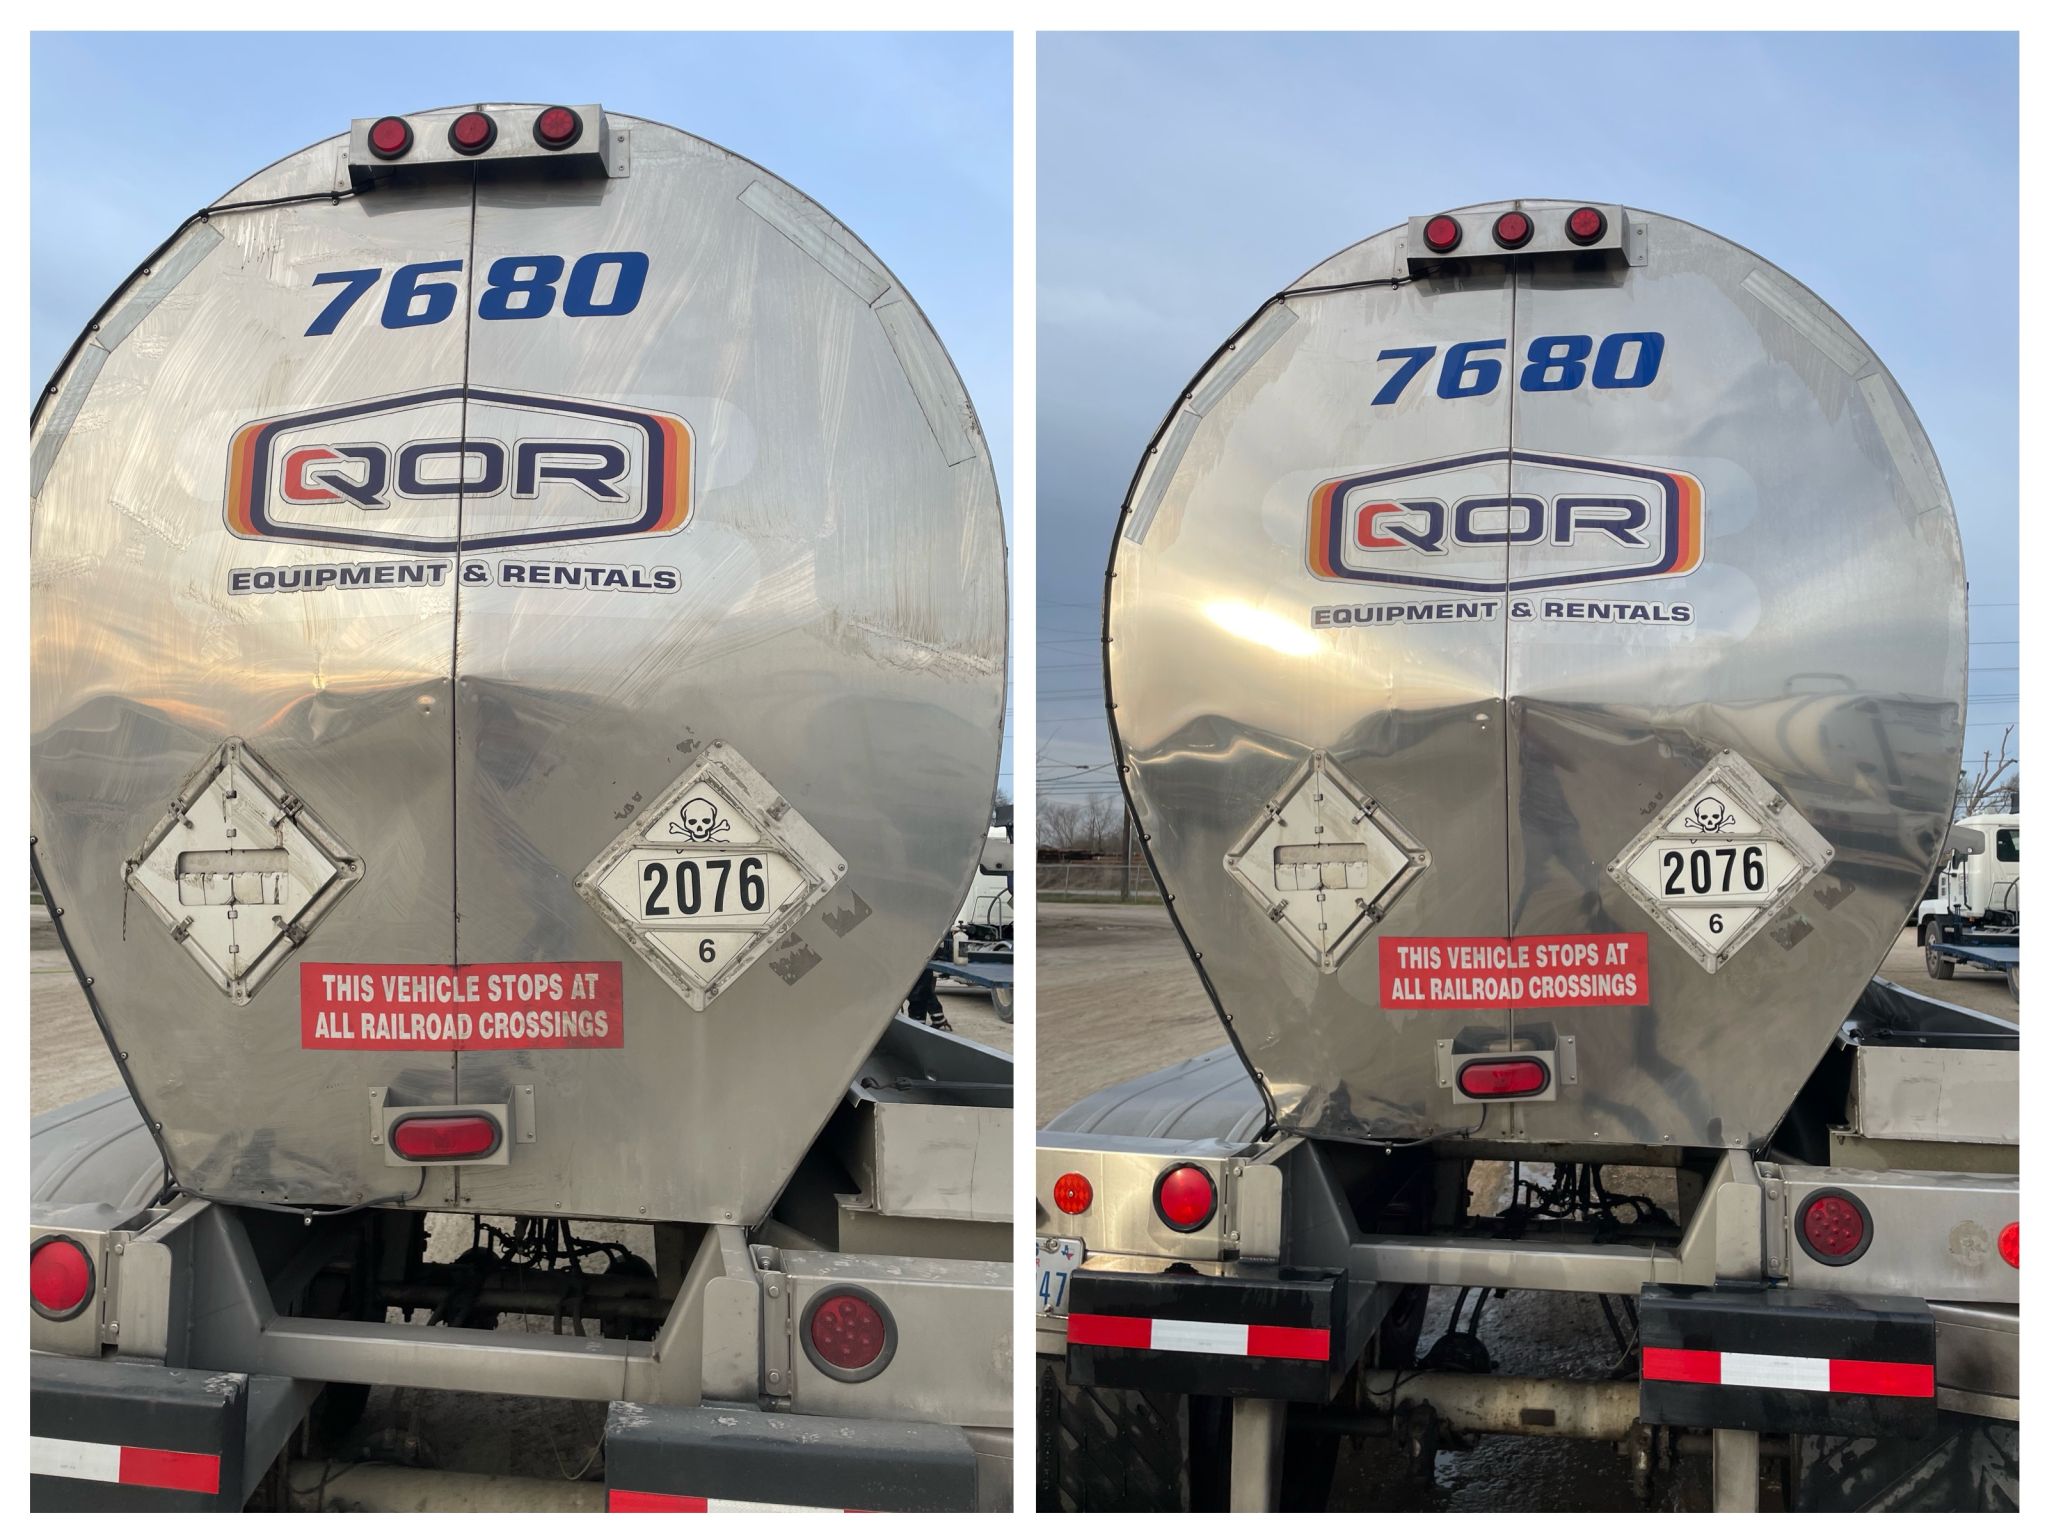 7680
QOR
EQUIPMENT & RENTALS
2076
6
THIS VEHICLE STOPS AT
ALL RAILROAD CROSSINGS
7680
QOR
EQUIPMENT & RENTALS
2076
6
THIS VEHICLE STOPS AT
ALL RAILROAD CROSSINGS
47